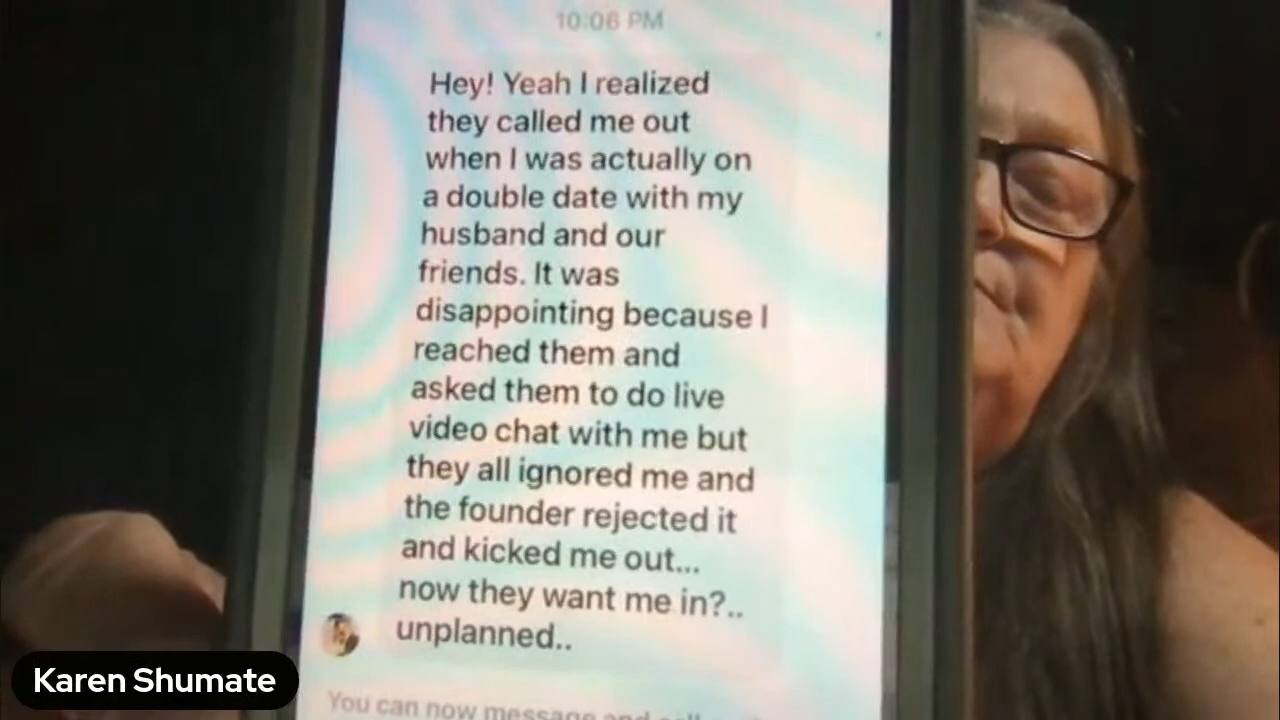 10:06 PM
Hey! Yeah I realized
they called me out
when I was actually on
a double date with my
husband and our
friends. It was
disappointing because I
reached them and
asked them to do live
video chat with me but
they all ignored me and
the founder rejected it
and kicked me out...
now they want me in?..
unplanned..
You can now message and call
Karen Shumate